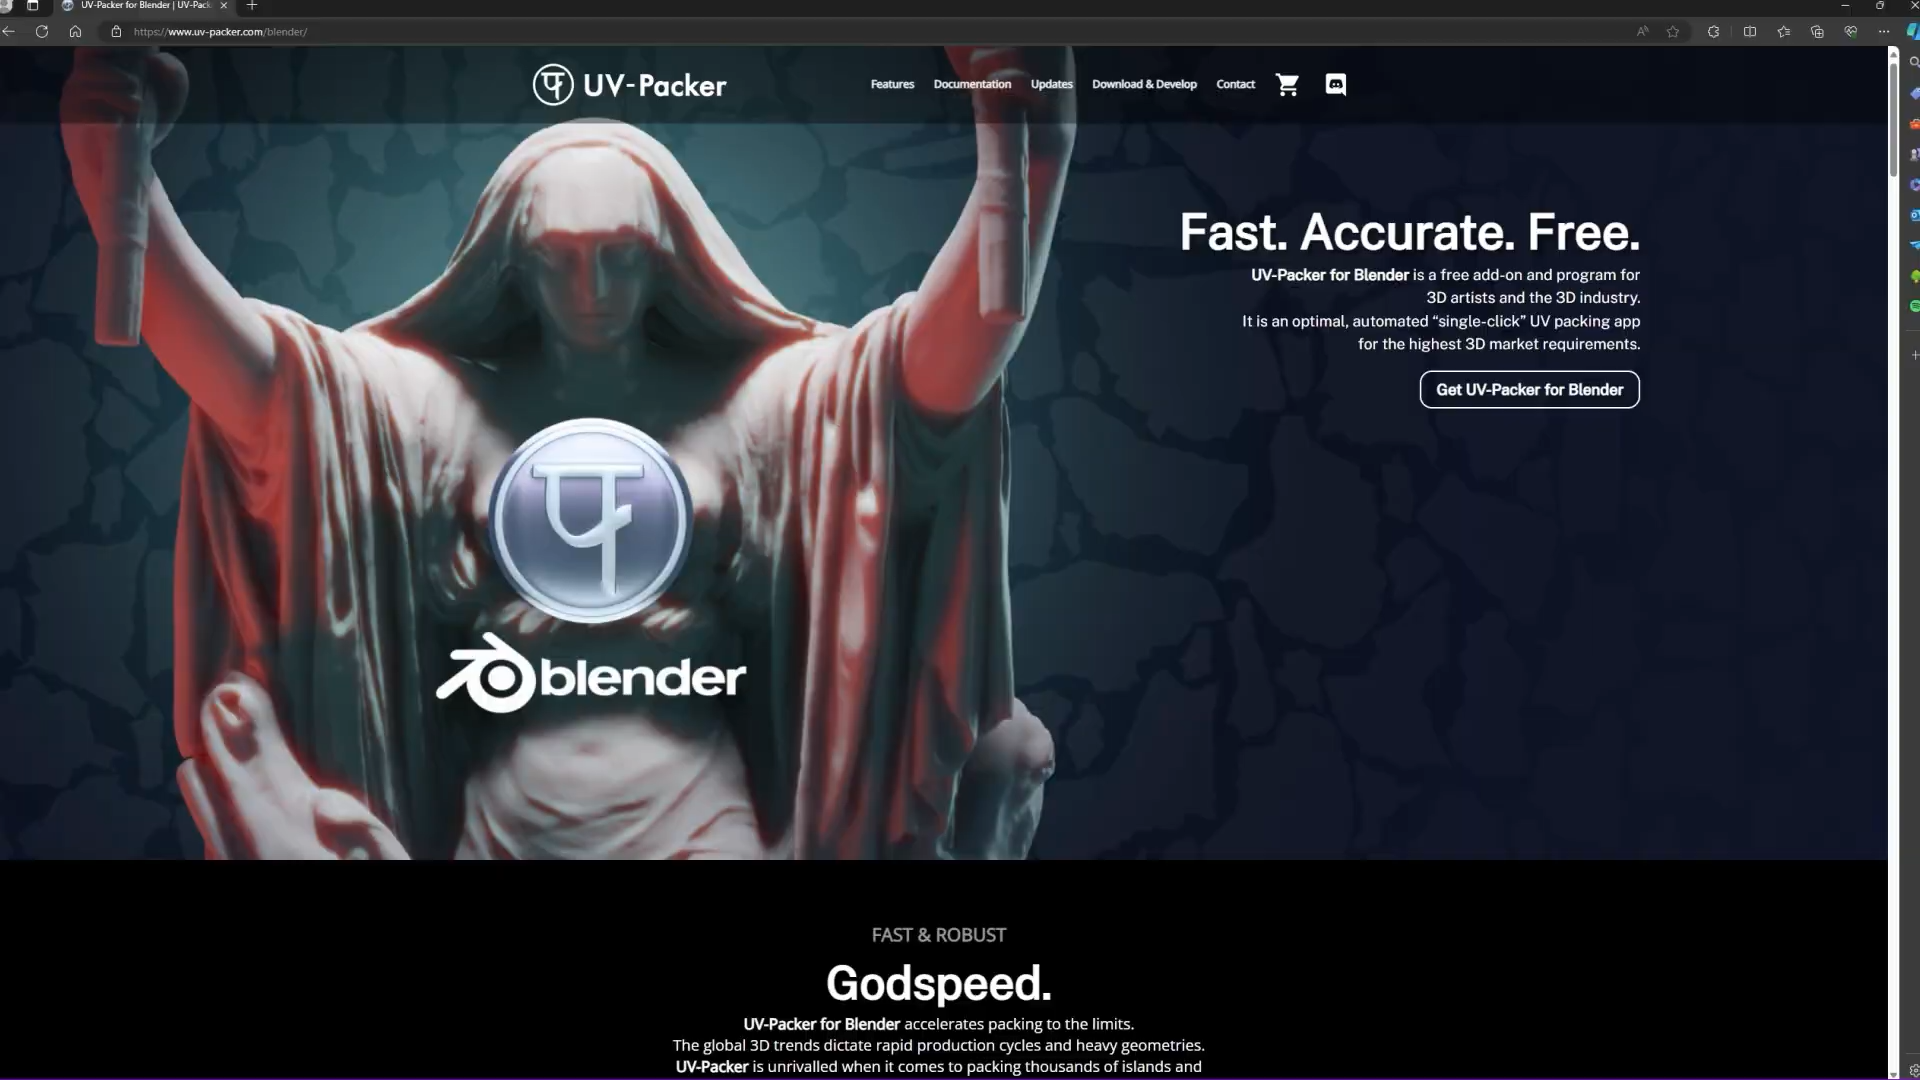 UV-Packer for Blender | UV-Pack
https://www.uv-packer.com/blender/
UV-Packer
Features
Documentation
Updates
Download & Develop
Contact
Fast. Accurate. Free.
UV-Packer for Blender is a free add-on and program for
3D artists and the 3D industry.
It is an optimal, automated “single-click” UV packing app
for the highest 3D market requirements.
Get UV-Packer for Blender
blender
FAST & ROBUST
Godspeed.
UV-Packer for Blender accelerates packing to the limits.
The global 3D trends dictate rapid production cycles and heavy geometries.
UV-Packer is unrivalled when it comes to packing thousands of islands and